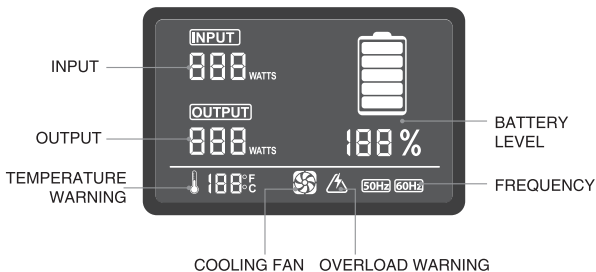 INPUT
INPUT
888 WATTS
OUTPUT
OUTPUT
888 WATTS
188%
BATTERY
LEVEL
TEMPERATURE
WARNING
188°F
°C
50Hz 60Hz
FREQUENCY
COOLING FAN
OVERLOAD WARNING